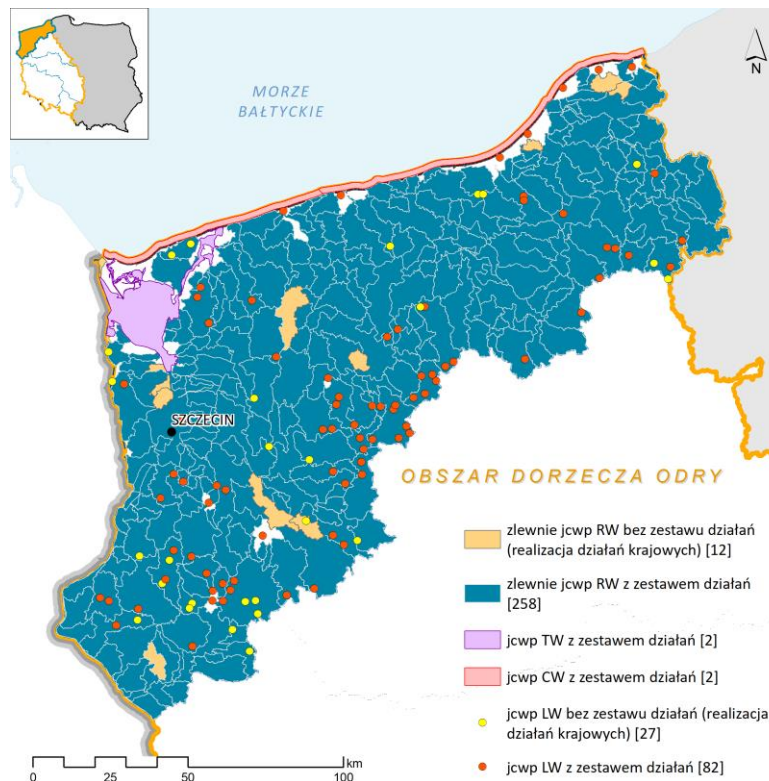 MORZE
BAŁTYCKIE
N
SZCZECIN
OBSZAR DORZECZA ODRY
zlewnie jcwp RW bez zestawu działań
(realizacja działań krajowych) [12]
zlewnie jcwp RW z zestawem działań
[258]
jcwp TW z zestawem działań [2]
jcwp CW z zestawem działań [2]
jcwp LW bez zestawu działań (realizacja
działań krajowych) [27]
jcwp LW z zestawem działań [82]
km
0 25 50 100